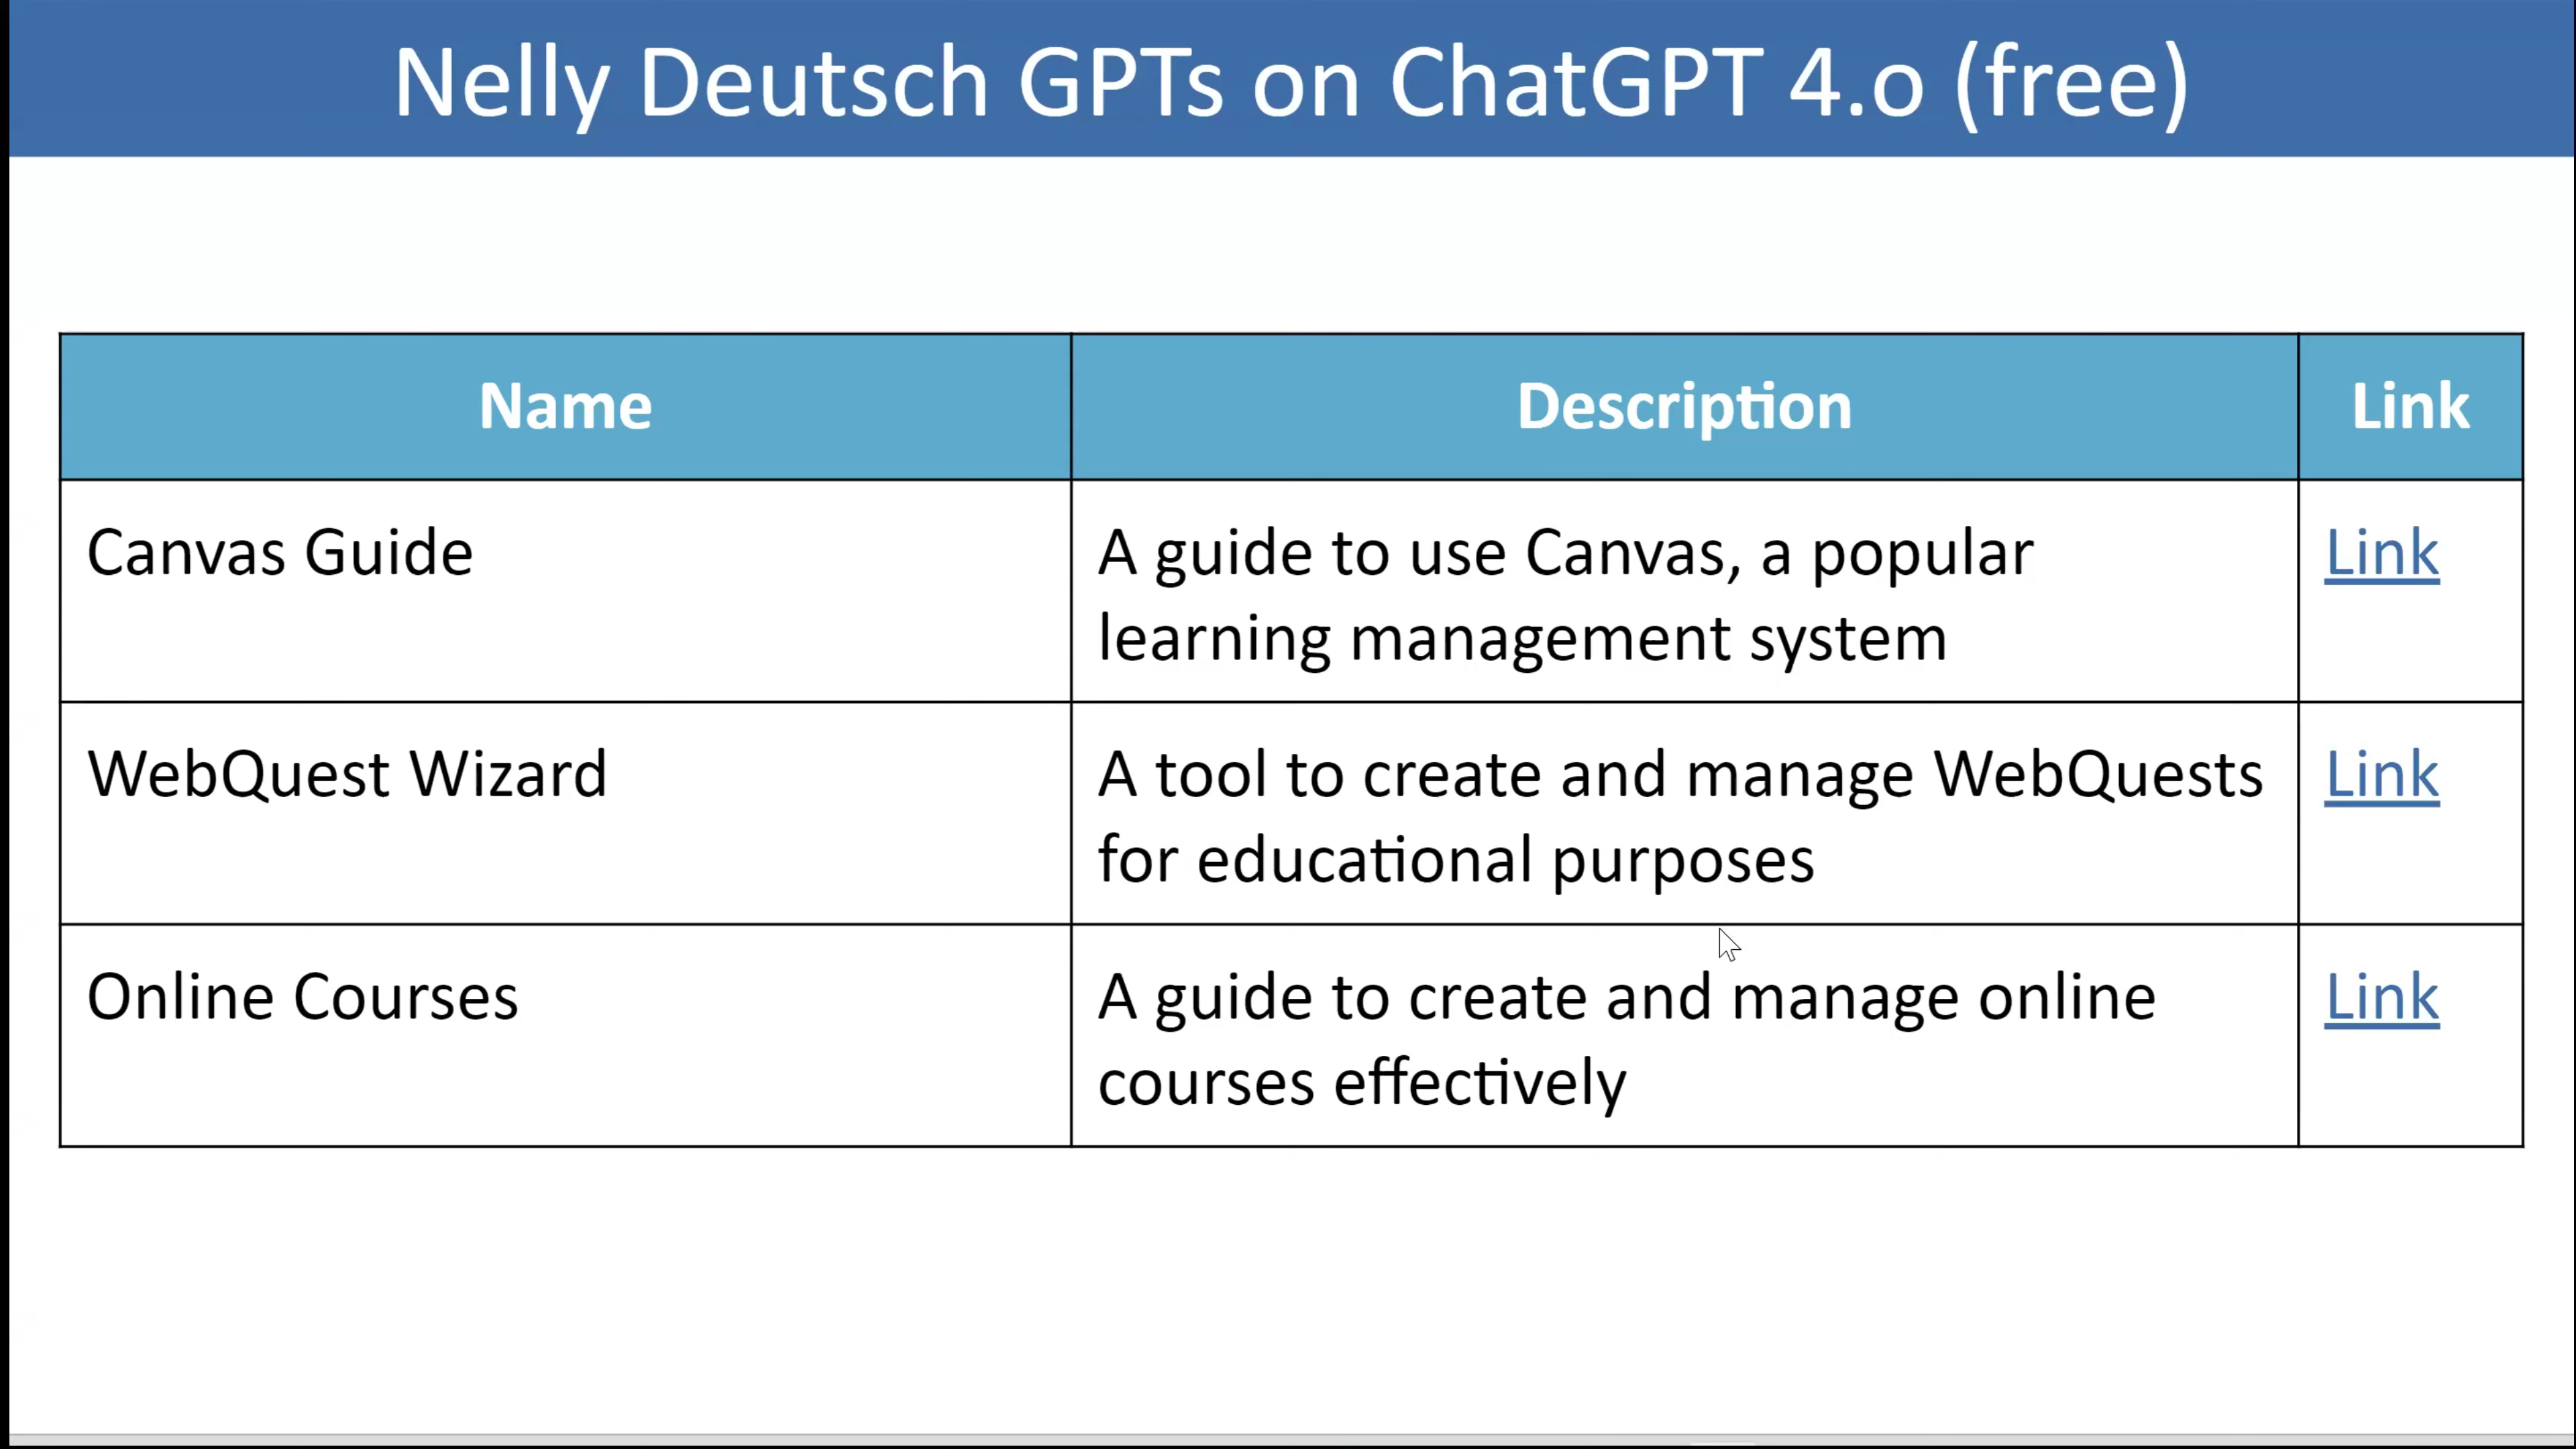 Nelly Deutsch GPTs on ChatGPT 4.o (free)
Name Description Link
Canvas Guide A guide to use Canvas, a popular Link
learning management system
WebQuest Wizard A tool to create and manage WebQuests Link
for educational purposes
Online Courses A guide to create and manage online Link
courses effectively